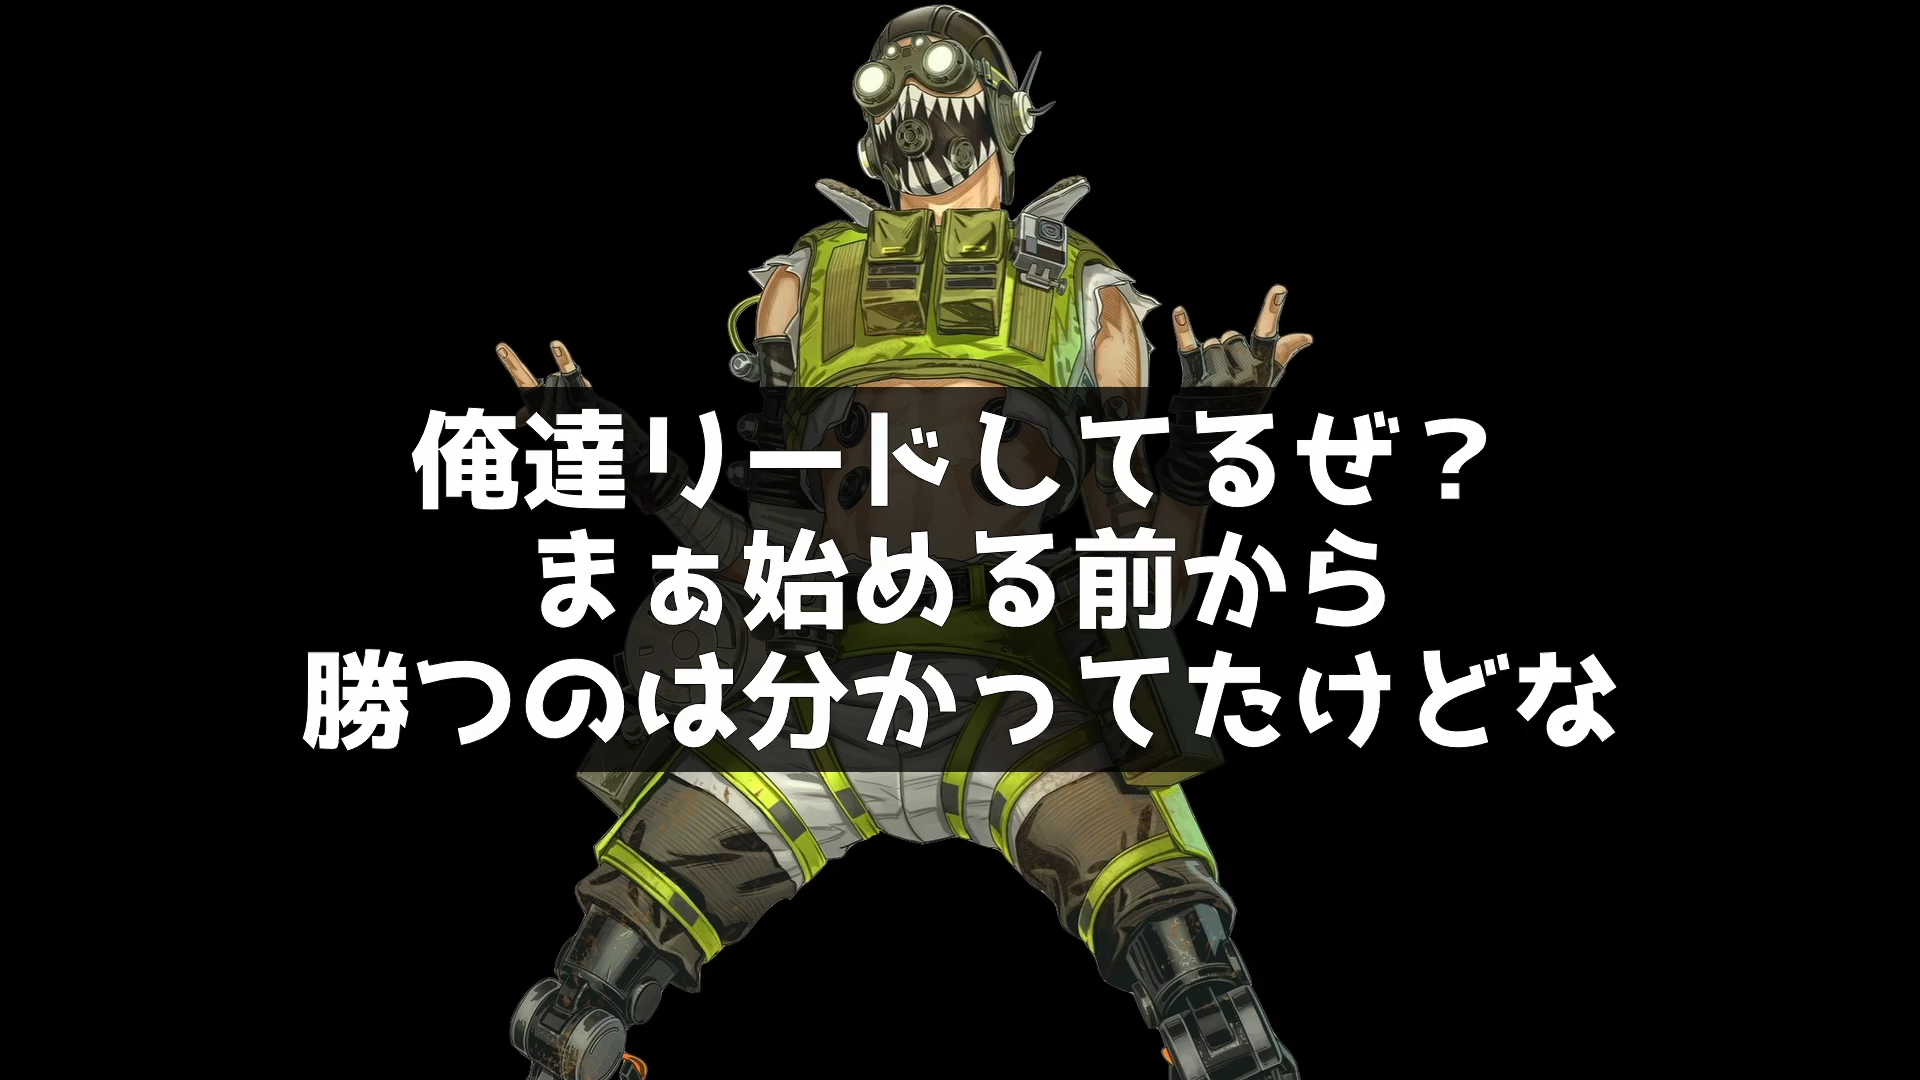 俺達リードしてるぜ？
まぁ始める前から
勝つのは分かってたけどな